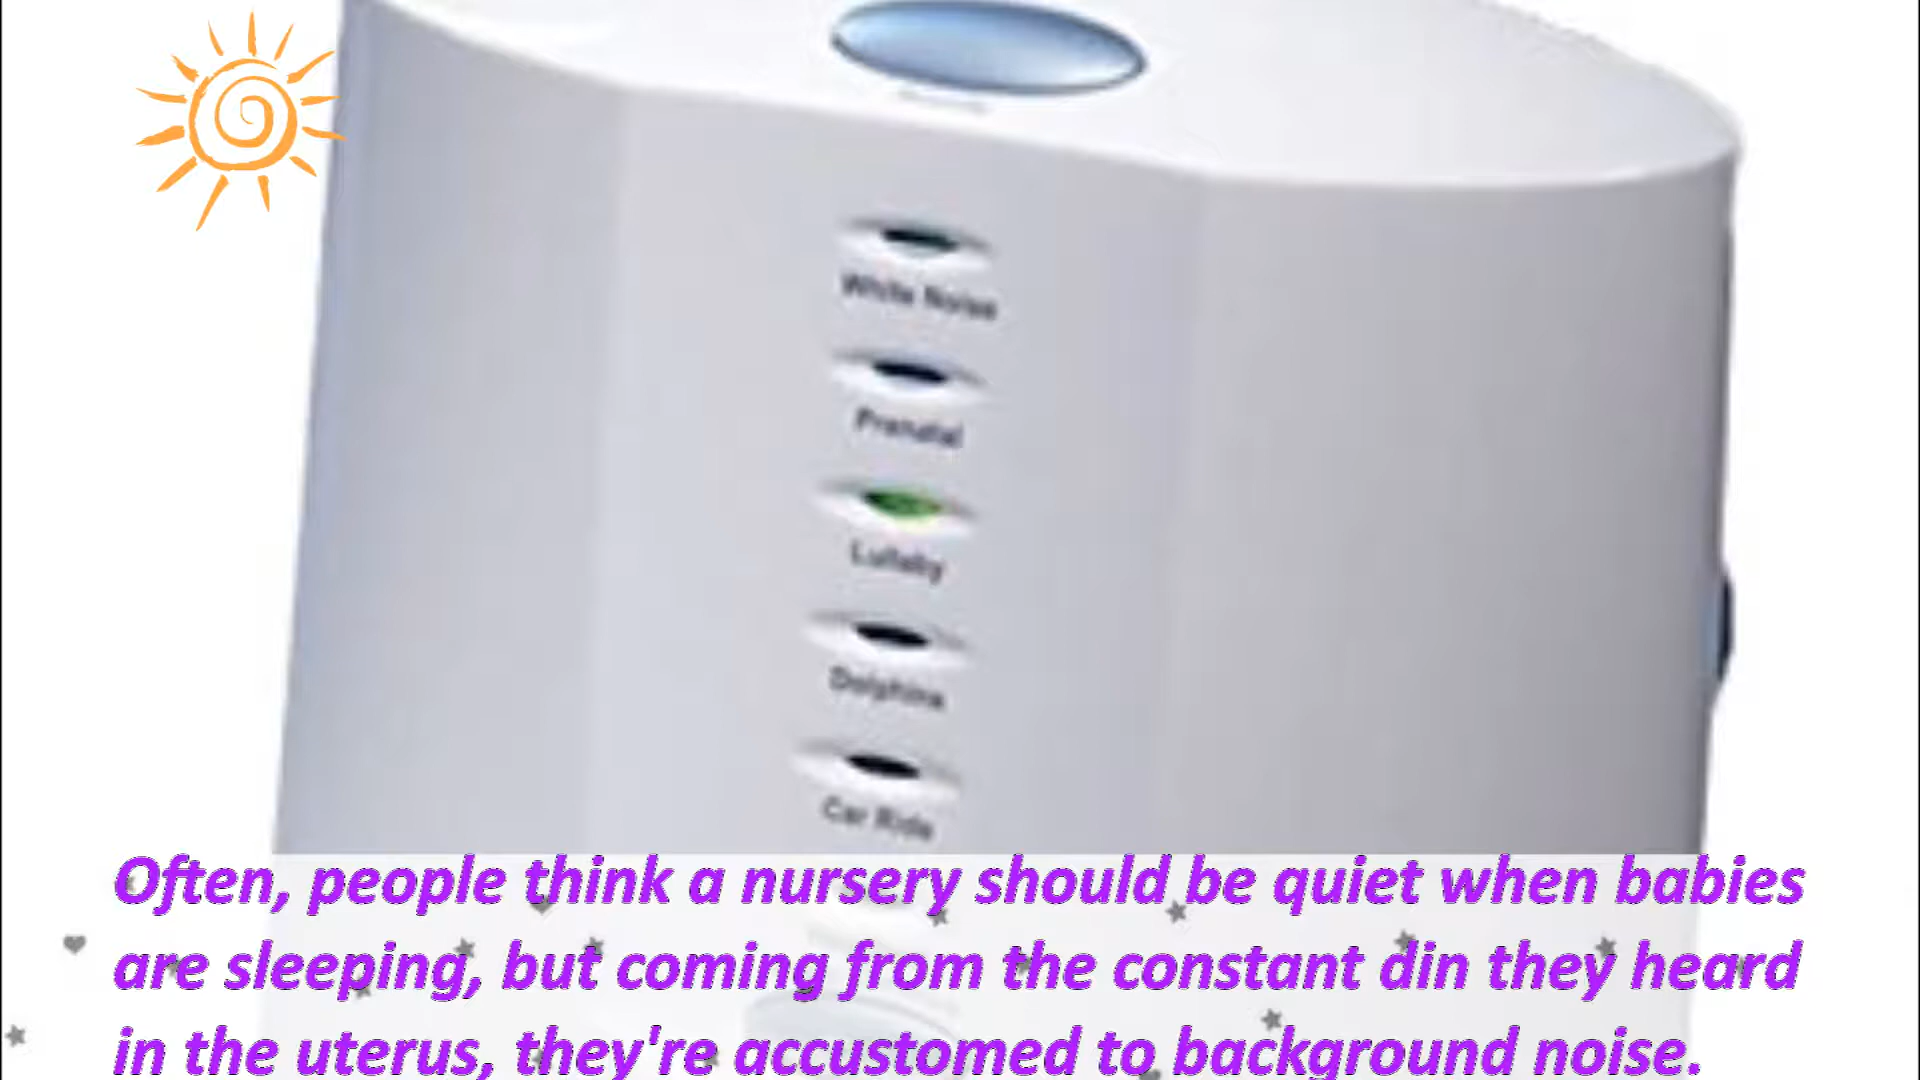 White Noise
Prenatal
Lullaby
Dolphins
Car Ride
Often, people think a nursery should be quiet when babies
are sleeping, but coming from the constant din they heard
in the uterus, they're accustomed to background noise.